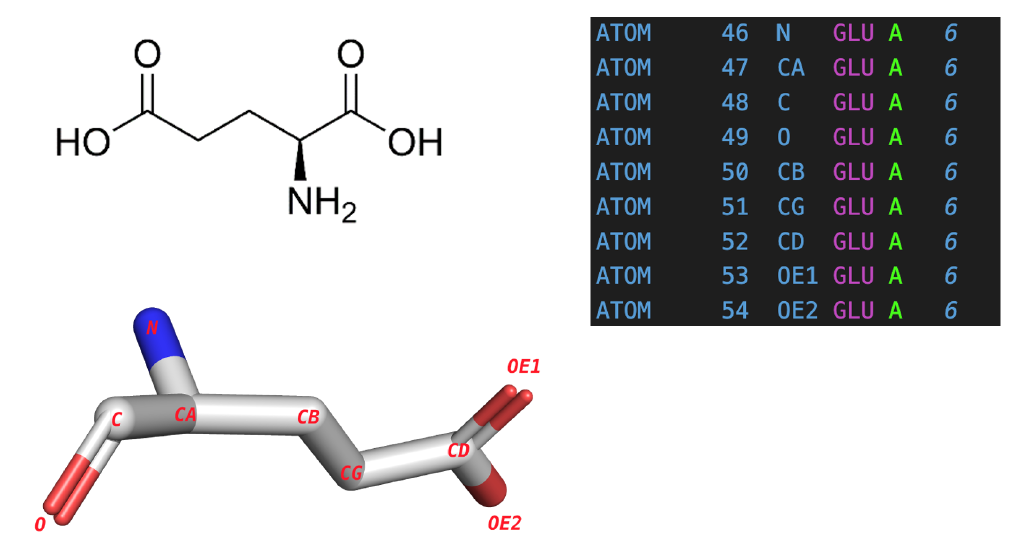 O
O
HO
OH
NH2
ATOM 46 N GLU A 6
ATOM 47 CA GLU A 6
ATOM 48 C GLU A 6
ATOM 49 O GLU A 6
ATOM 50 CB GLU A 6
ATOM 51 CG GLU A 6
ATOM 52 CD GLU A 6
ATOM 53 OE1 GLU A 6
ATOM 54 OE2 GLU A 6
N
OE1
C
CA
CB
CD
CG
O
OE2